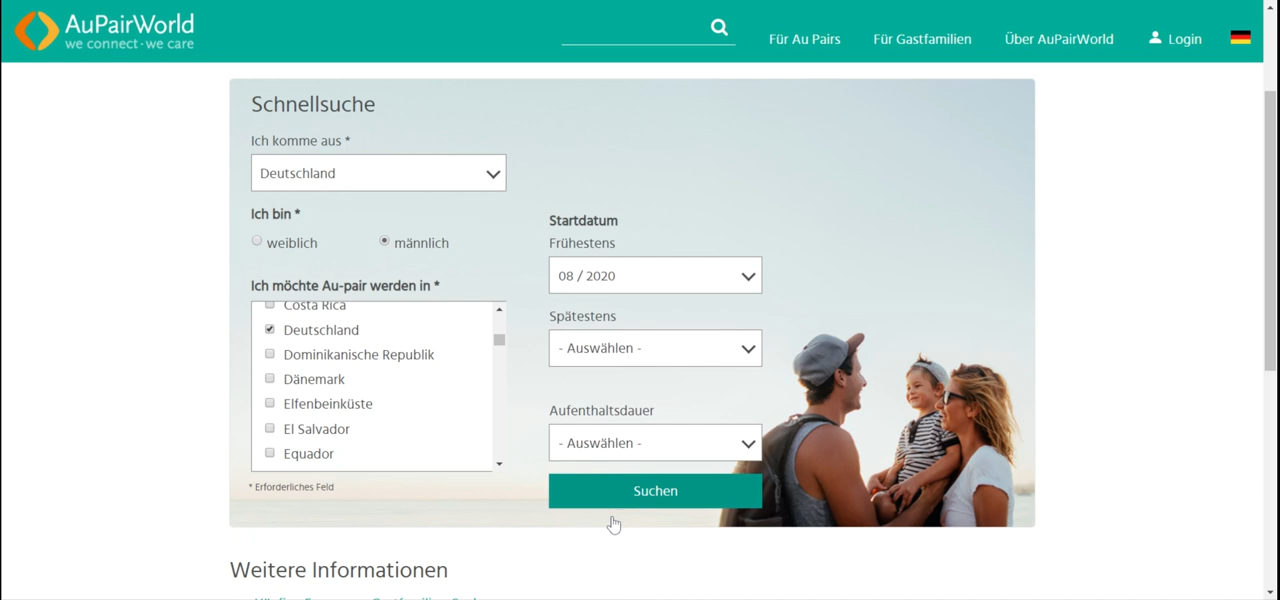 AuPairWorld
we connect·we care
Für Au Pairs
Für Gastfamilien
Über AuPairWorld
Login
Schnellsuche
Ich komme aus *
Deutschland
Ich bin *
weiblich
männlich
Ich möchte Au-pair werden in *
Costa Rica
Deutschland
Dominikanische Republik
Dänemark
Elfenbeinküste
El Salvador
Equador
* Erforderliches Feld
Startdatum
Frühestens
08 / 2020
Spätestens
- Auswählen -
Aufenthaltsdauer
- Auswählen -
Suchen
Weitere Informationen